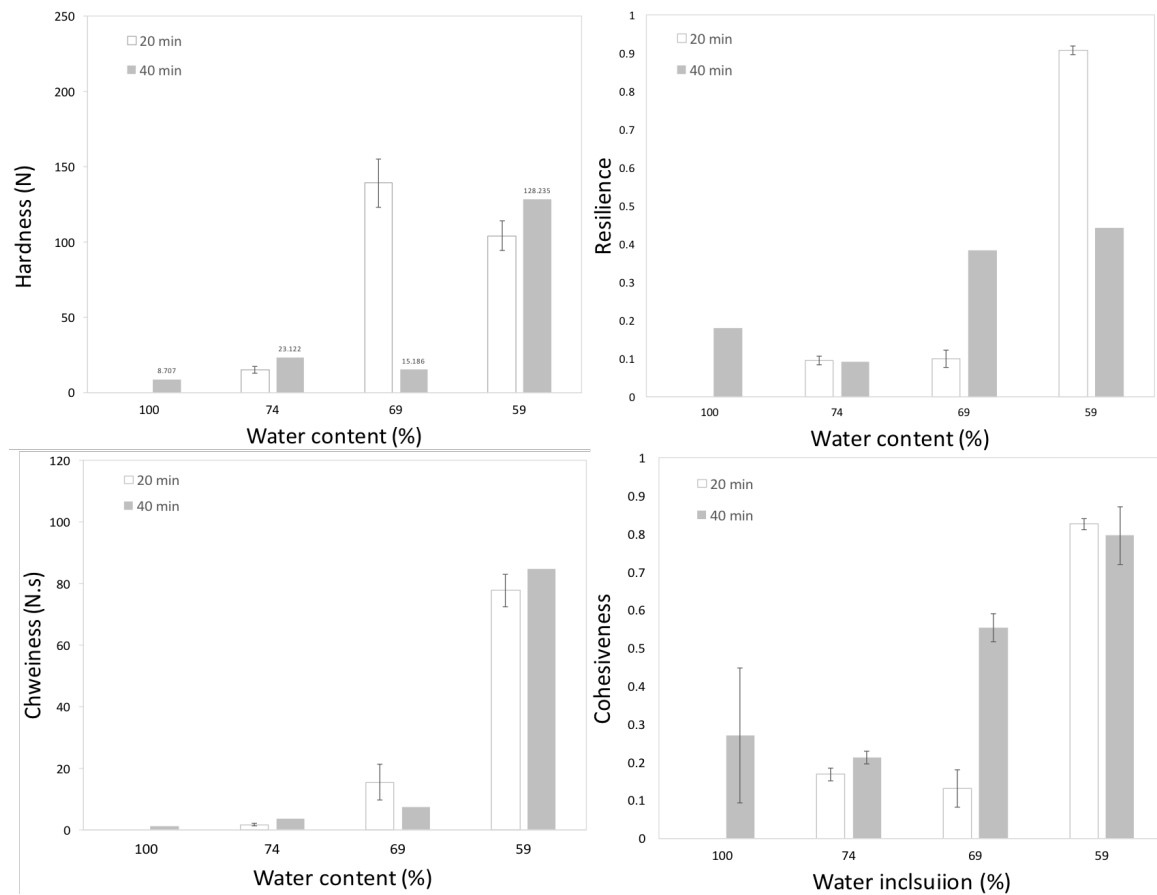 250
200
150
100
50
0
20 min
40 min
8.707
23.122
15.186
128.235
100 74 69 59
Hardness (N)
Water content (%)
1
0.9
0.8
0.7
0.6
0.5
0.4
0.3
0.2
0.1
0
20 min
40 min
100 74 69 59
Resilience
Water content (%)
120
100
80
60
40
20
0
20 min
40 min
100 74 69 59
Chweiness (N.s)
Water content (%)
1
0.9
0.8
0.7
0.6
0.5
0.4
0.3
0.2
0.1
0
20 min
40 min
100 74 69 59
Cohesiveness
Water inclsuiion (%)